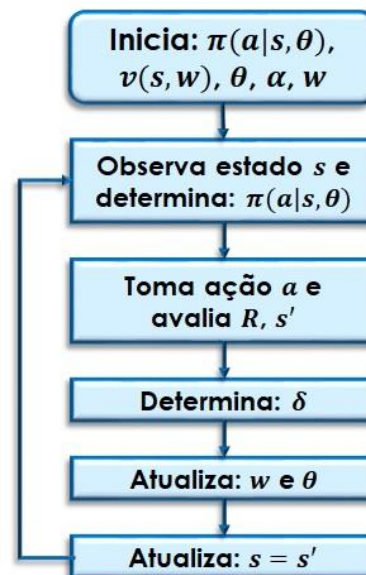 Inicia: π(a|s, θ),
v(s, w), θ, α, w
Observa estado s e
determina: π(a|s, θ)
Toma ação a e
avalia R, s′
Determina: δ
Atualiza: w e θ
Atualiza: s = s′